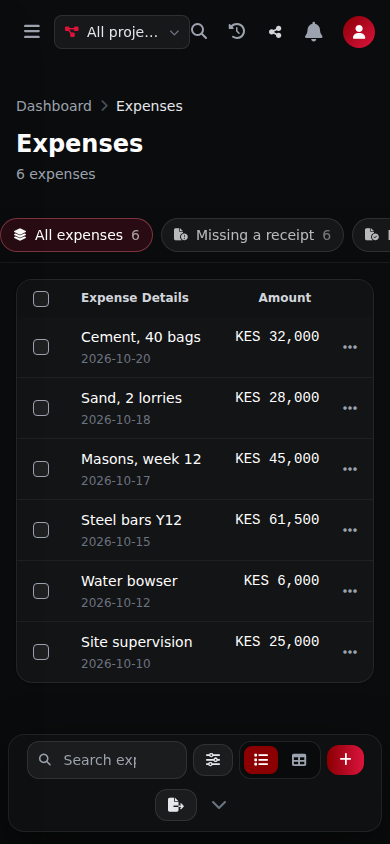 All proje...
Dashboard > Expenses
Expenses
6 expenses
All expenses 6 Missing a receipt 6
Expense Details Amount
Cement, 40 bags KES 32,000
2026-10-20
Sand, 2 lorries KES 28,000
2026-10-18
Masons, week 12 KES 45,000
2026-10-17
Steel bars Y12 KES 61,500
2026-10-15
Water bowser KES 6,000
2026-10-12
Site supervision KES 25,000
2026-10-10
Search exp